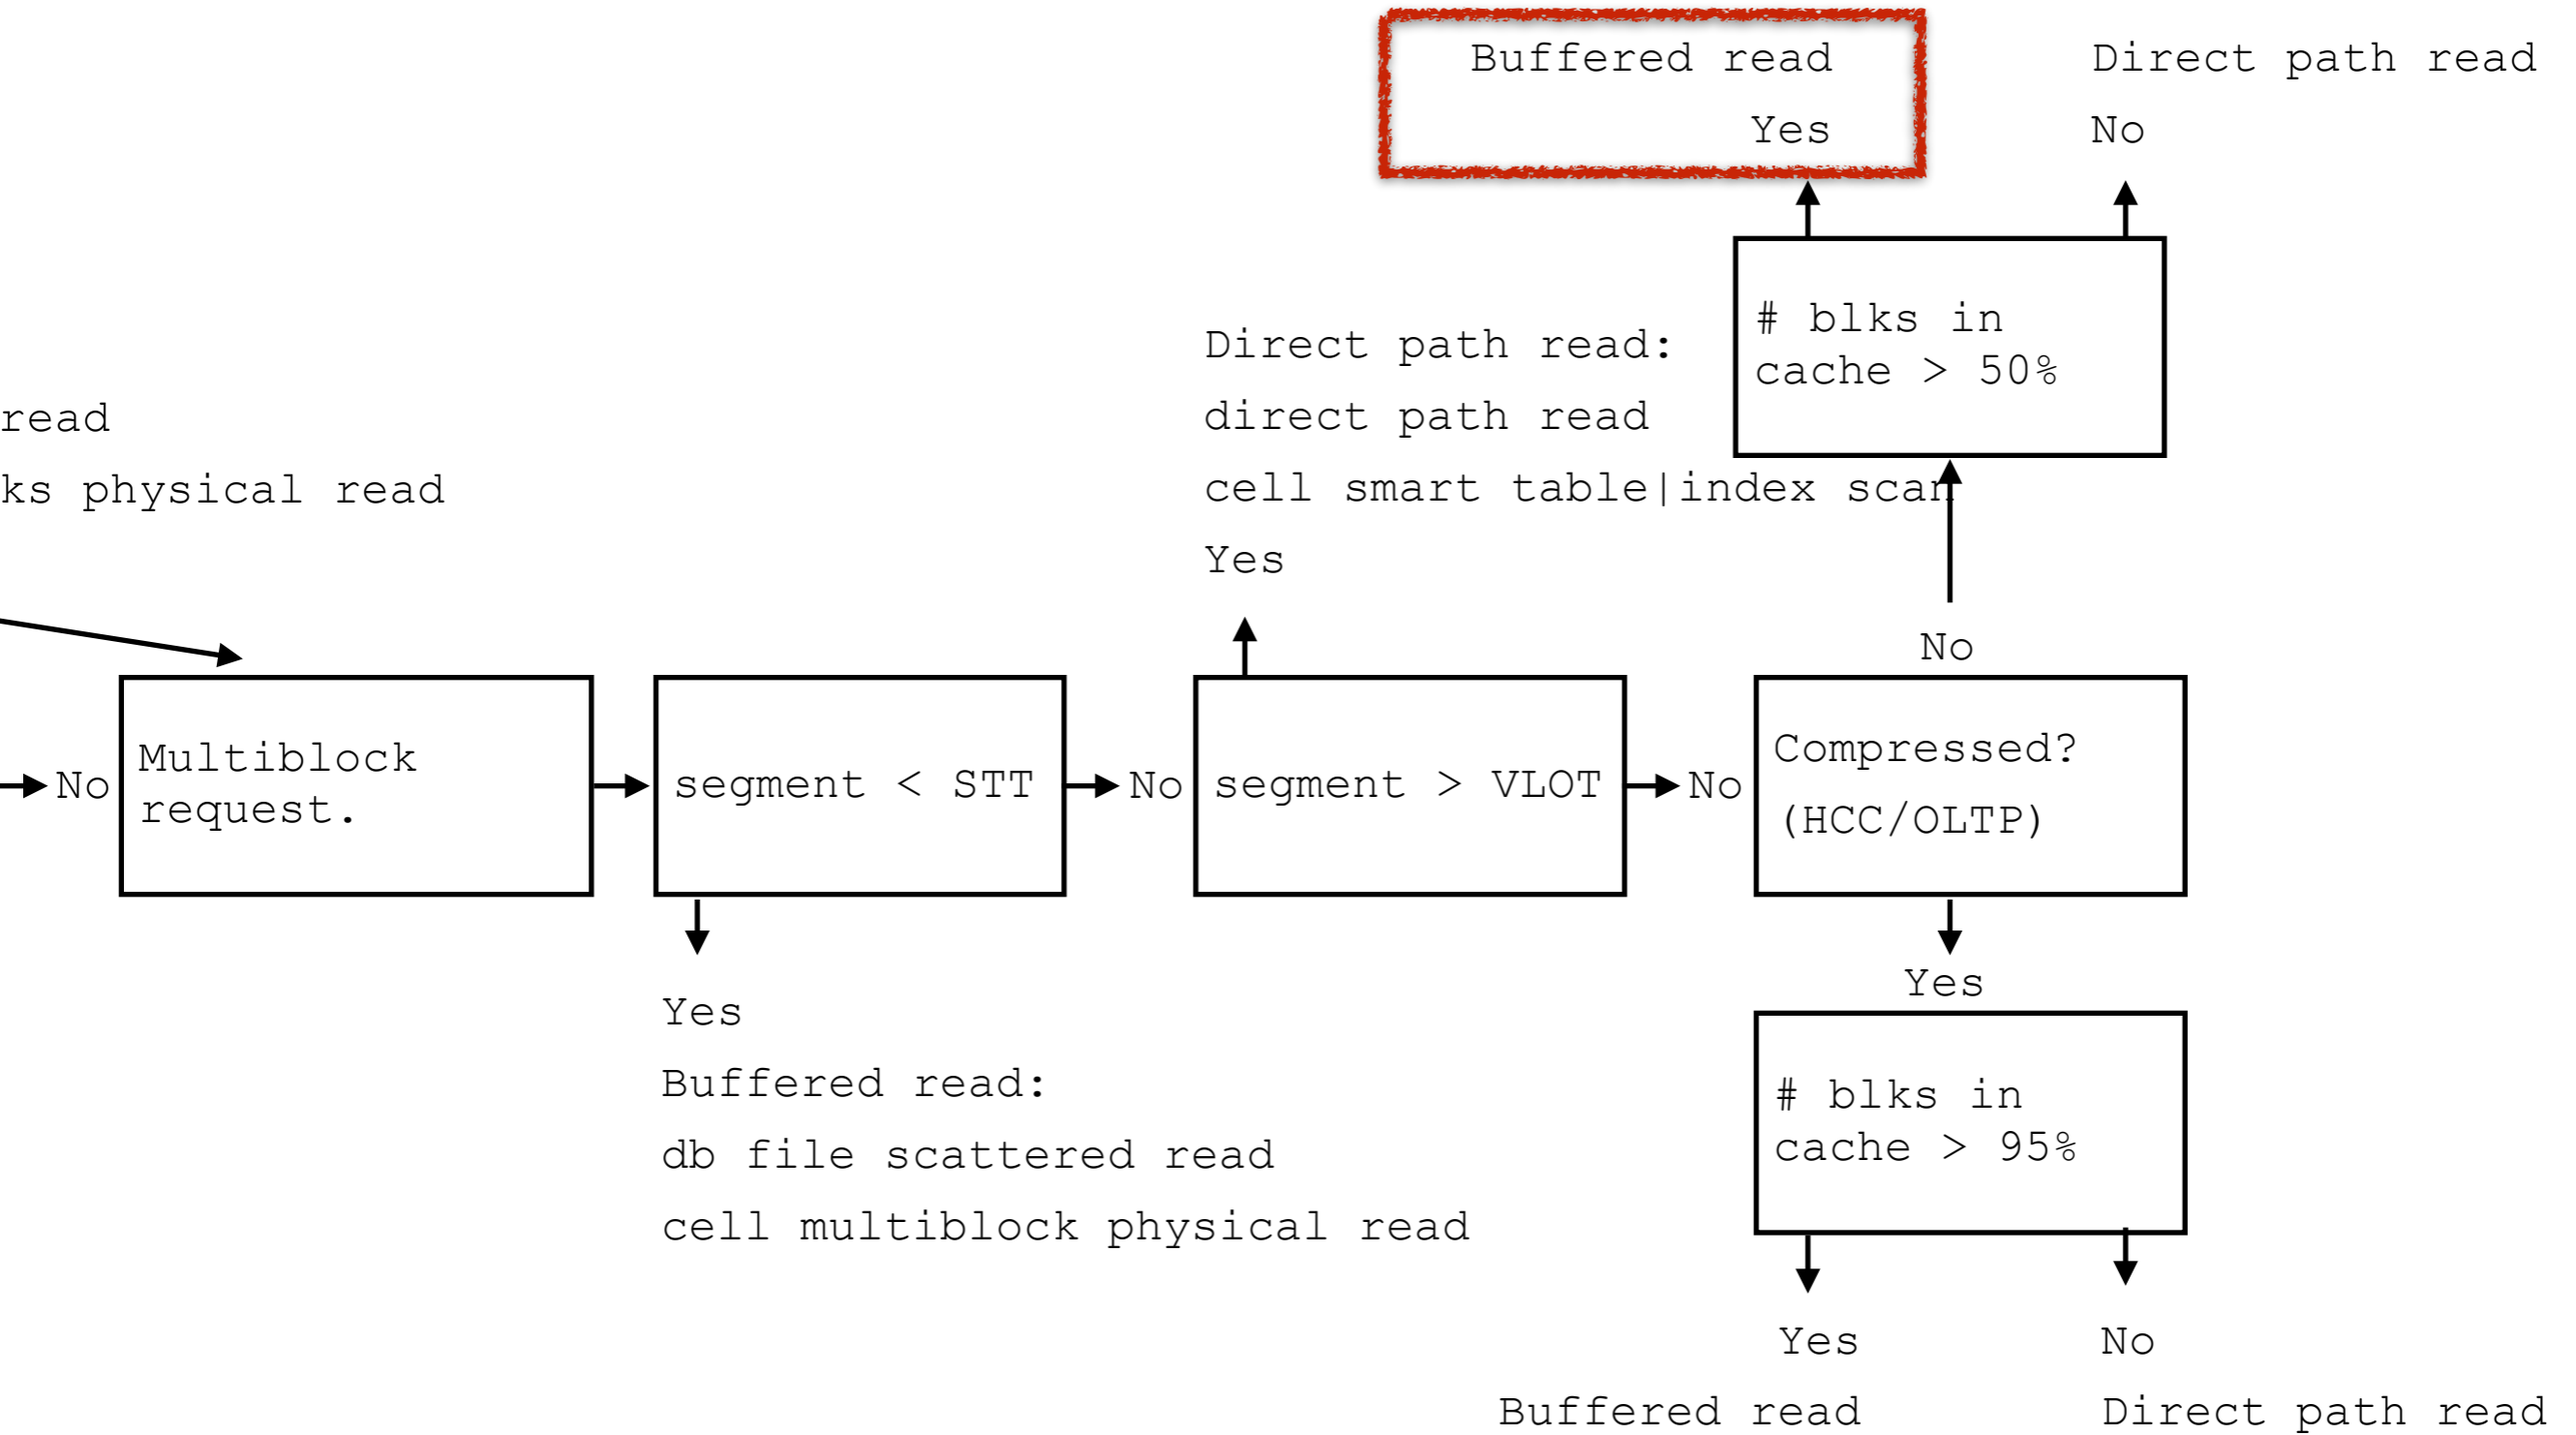 Buffered read
Yes
Direct path read
No
# blks in
cache > 50%
Direct path read:
direct path read
cell smart table|index scan
Yes
read
ks physical read
No
No
Multiblock
request.
segment < STT
No
segment > VLOT
No
Compressed?
(HCC/OLTP)
Yes
Yes
Buffered read:
db file scattered read
cell multiblock physical read
# blks in
cache > 95%
Yes
Buffered read
No
Direct path read